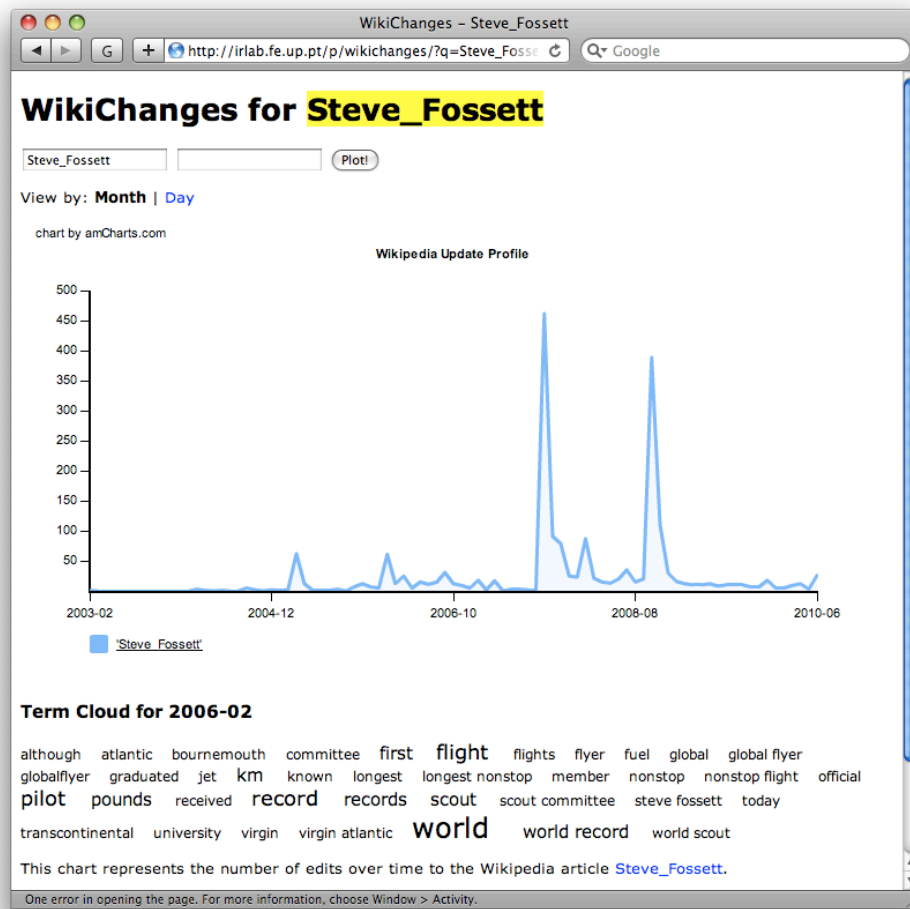 WikiChanges – Steve_Fossett
G + http://irlab.fe.up.pt/p/wikichanges/?q=Steve_Fosse Google
WikiChanges for Steve_Fossett
Steve_Fossett Plot!
View by: Month | Day
chart by amCharts.com
Wikipedia Update Profile
500
450
400
350
300
250
200
150
100
50
2003-02 2004-12 2006-10 2008-08 2010-06
'Steve_Fossett'
Term Cloud for 2006-02
although atlantic bournemouth committee first flight flights flyer fuel global global flyer
globalflyer graduated jet km known longest longest nonstop member nonstop nonstop flight official
pilot pounds received record records scout scout committee steve fossett today
transcontinental university virgin virgin atlantic world world record world scout
This chart represents the number of edits over time to the Wikipedia article Steve_Fossett.
One error in opening the page. For more information, choose Window > Activity.